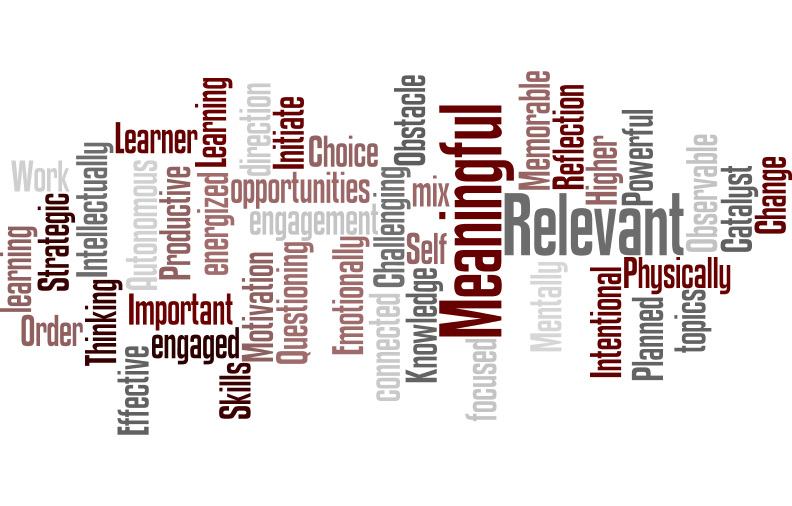 Work
learning
Strategic
Order
Intellectually
Thinking
Learner
Effective
Autonomous
Important
Productive
engaged
Learning
energized
Skills
direction
opportunities
engagement
Motivation
Initiate
Questioning
Choice
Emotionally
Obstacle
Challenging
connected
mix
Self
Knowledge
Meaningful
focused
Relevant
Memorable
Mentally
Reflection
Higher
Intentional
Powerful
Physically
Planned
topics
Observable
Catalyst
Change